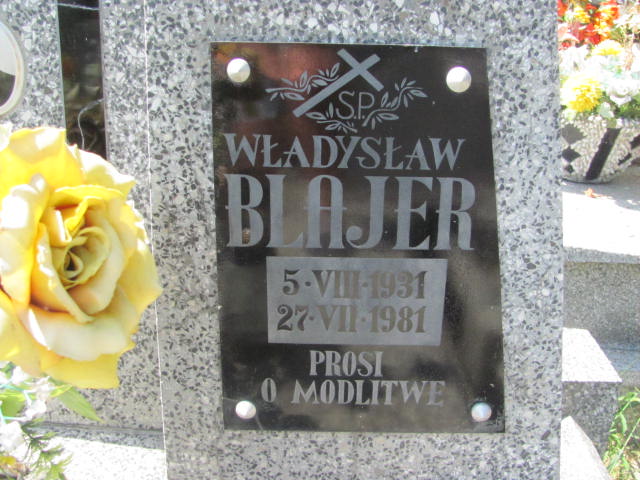 Ś.P.
WŁADYSŁAW
BLAJER
5·VIII·1931
27·VII·1981
PROSI
O MODLITWE